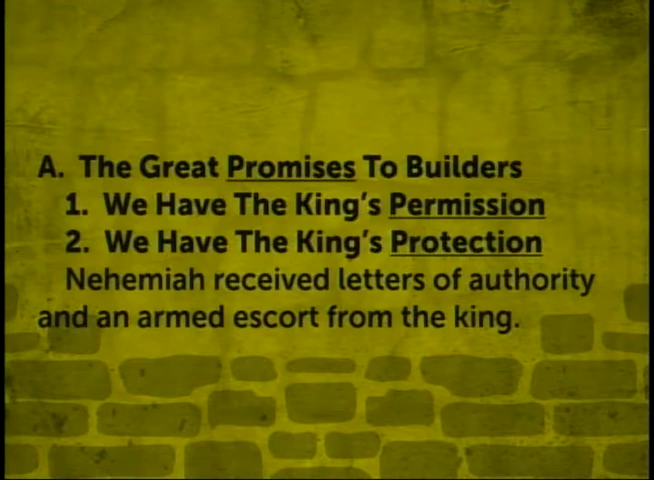 A. The Great Promises To Builders
1. We Have The King's Permission
2. We Have The King's Protection
Nehemiah received letters of authority
and an armed escort from the king.